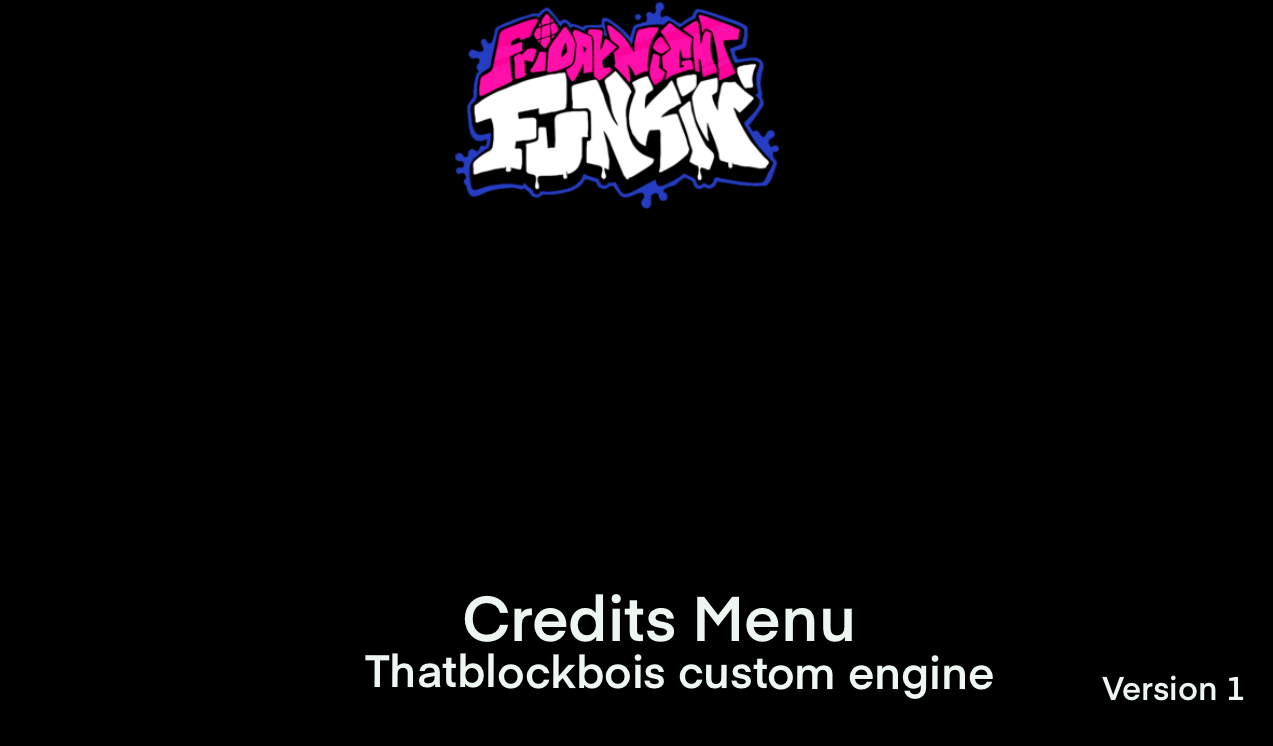 FRiDAY NiGHT
FUNKiN'
Credits Menu
Thatblockbois custom engine
Version 1